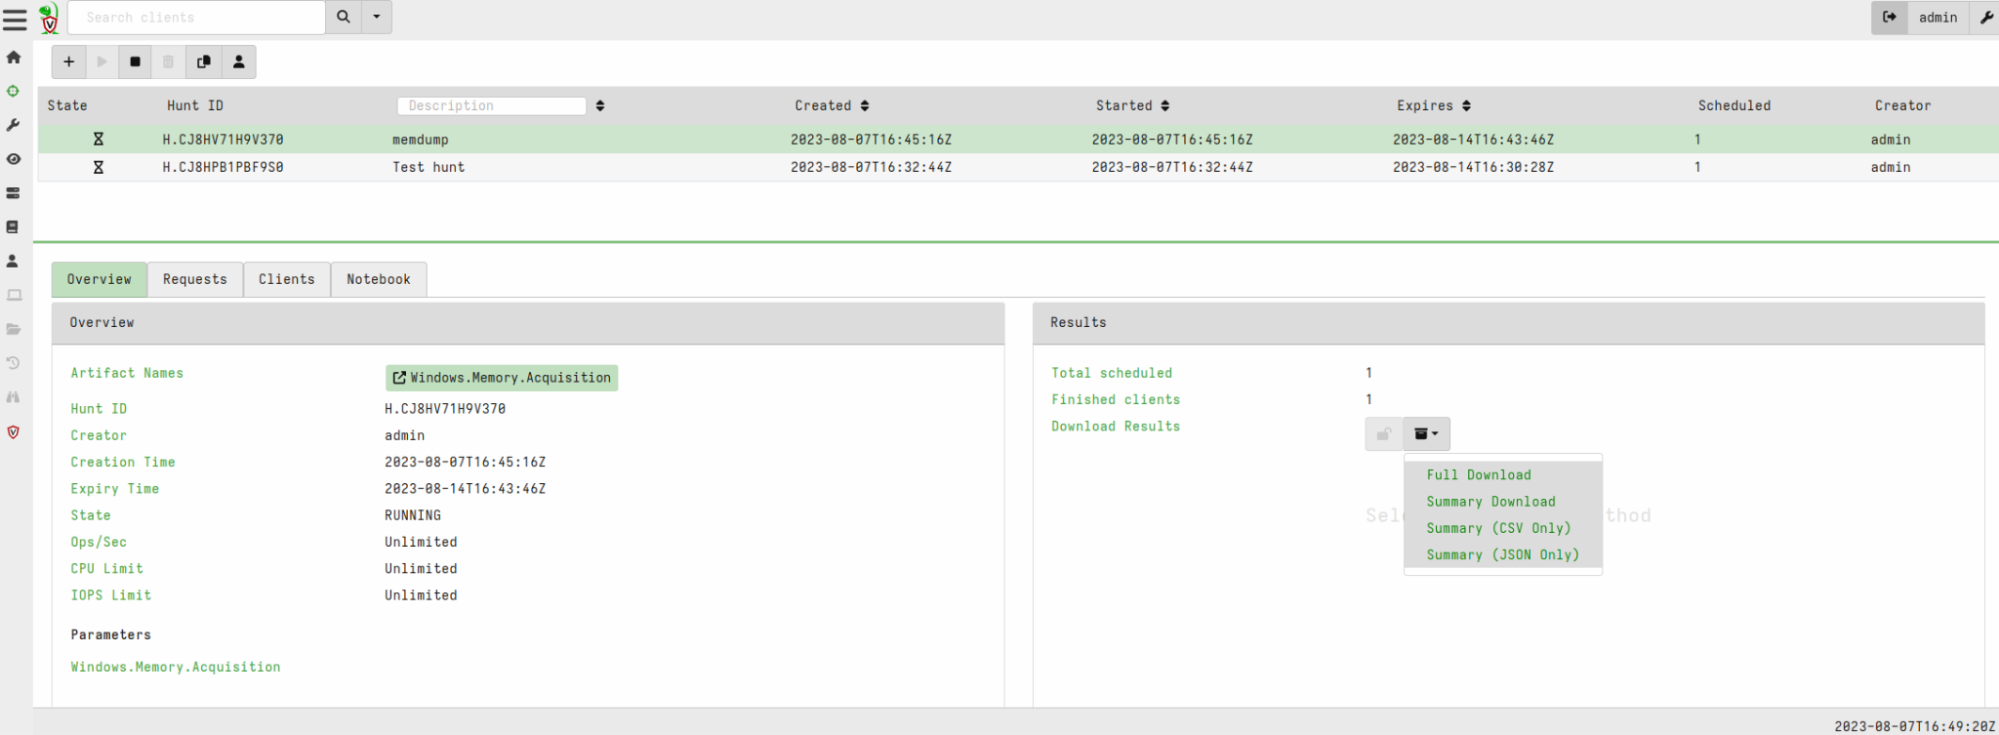 Search clients
admin
State Hunt ID Description Created Started Expires Scheduled Creator
H.CJ8HV71H9V370 memdump 2023-08-07T16:45:16Z 2023-08-07T16:45:16Z 2023-08-14T16:43:46Z 1 admin
H.CJ8HPB1PBF9S0 Test hunt 2023-08-07T16:32:44Z 2023-08-07T16:32:44Z 2023-08-14T16:30:28Z 1 admin
Overview Requests Clients Notebook
Overview
Artifact Names Windows.Memory.Acquisition
Hunt ID H.CJ8HV71H9V370
Creator admin
Creation Time 2023-08-07T16:45:16Z
Expiry Time 2023-08-14T16:43:46Z
State RUNNING
Ops/Sec Unlimited
CPU Limit Unlimited
IOPS Limit Unlimited
Parameters
Windows.Memory.Acquisition
Results
Total scheduled 1
Finished clients 1
Download Results
Full Download
Summary Download
Summary (CSV Only)
Summary (JSON Only)
2023-08-07T16:49:20Z